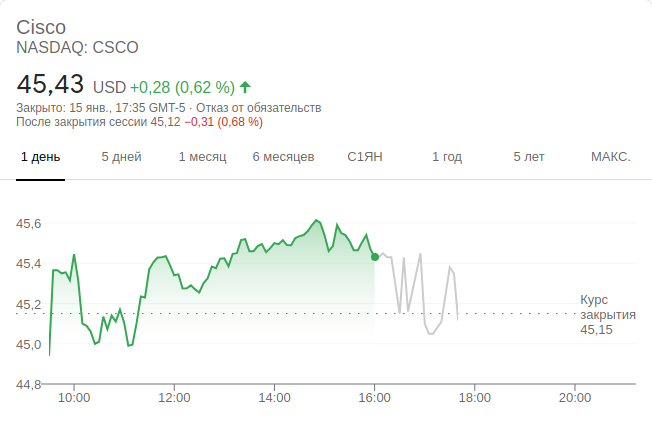 Cisco
NASDAQ: CSCO
45,43 USD +0,28 (0,62 %)
Закрыто: 15 янв., 17:35 GMT-5 · Отказ от обязательств
После закрытия сессии 45,12 −0,31 (0,68 %)
1 день 5 дней 1 месяц 6 месяцев С1ЯН 1 год 5 лет МАКС.
45,6
45,4
45,2
45,0
44,8
Курс
закрытия
45,15
10:00 12:00 14:00 16:00 18:00 20:00